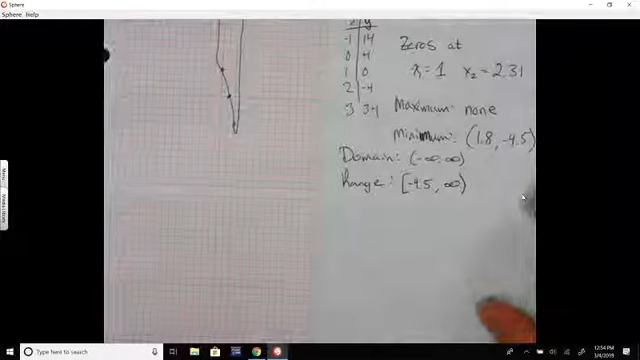 Sphere
Sphere Help
x y
-1 14
0 4
1 0
2 -4
3 34
Zeros at
x=1 x₂=2.31
Maximum: none
Minimum: (1.8, -4.5)
Domain: (-∞, ∞)
Range: [-4.5, ∞)
Type here to search
12:54 PM
3/4/2019